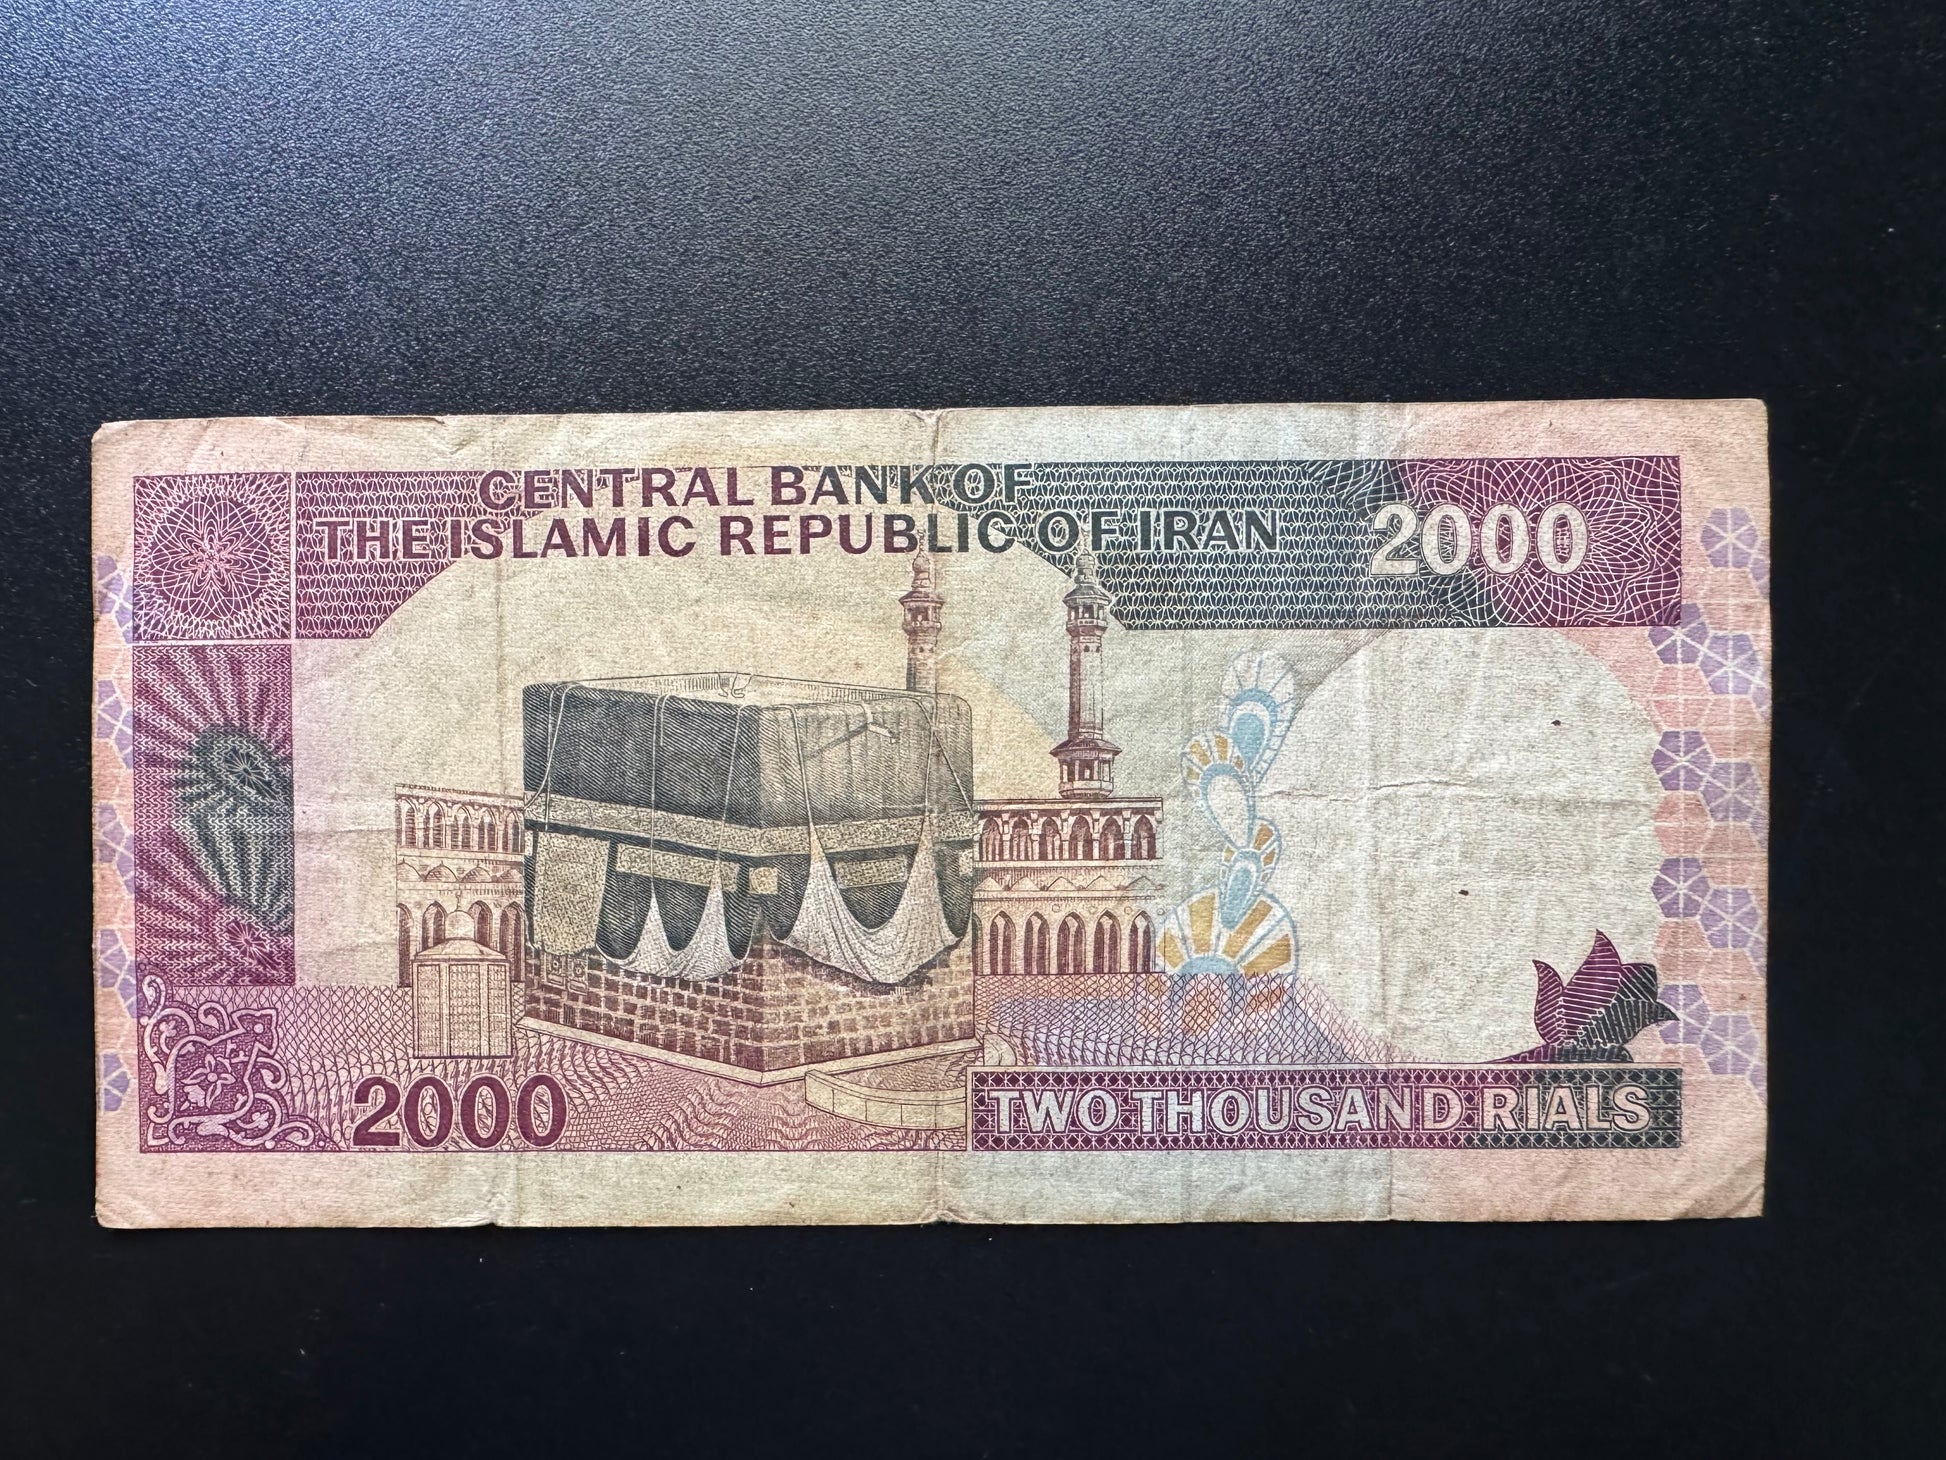 CENTRAL BANK OF
THE ISLAMIC REPUBLIC OF IRAN
2000
2000
TWO THOUSAND RIALS